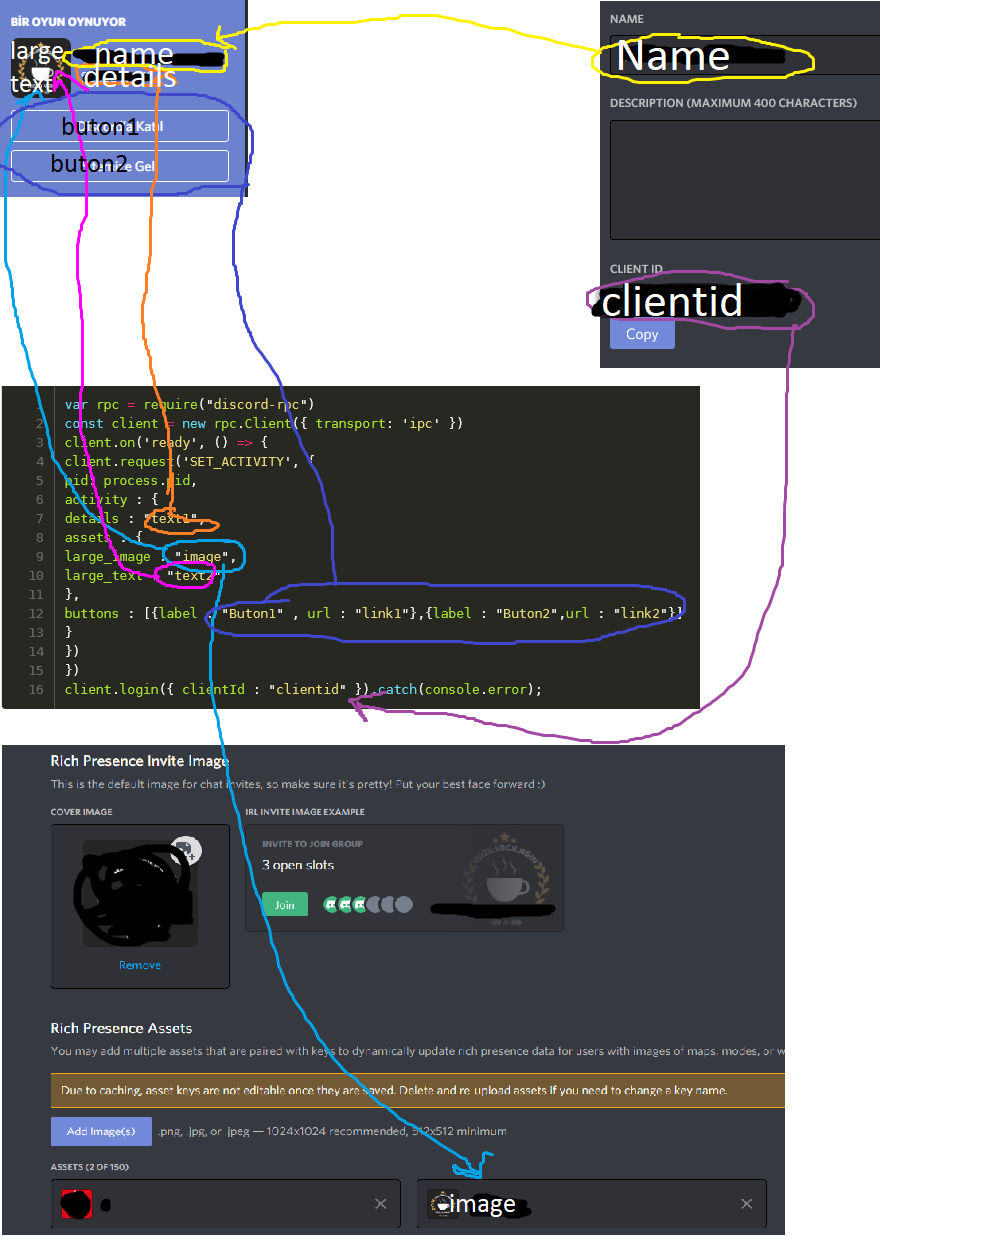 BİR OYUN OYNUYOR
large
text
name
details
buton1
buton2
NAME
Name
DESCRIPTION (MAXIMUM 400 CHARACTERS)
CLIENT ID
clientid
Copy
1 var rpc = require("discord-rpc")
2 const client = new rpc.Client({ transport: 'ipc' })
3 client.on('ready', () => {
4 client.request('SET_ACTIVITY', {
5 pid: process.pid,
6 activity : {
7 details : "text1",
8 assets : {
9 large_image : "image",
10 large_text : "text2"
11 },
12 buttons : [{label : "Buton1" , url : "link1"},{label : "Buton2",url : "link2"}]
13 }
14 })
15 })
16 client.login({ clientId : "clientid" }).catch(console.error);
Rich Presence Invite Image
This is the default image for chat invites, so make sure it's pretty! Put your best face forward :)
COVER IMAGE
IRL INVITE IMAGE EXAMPLE
INVITE TO JOIN GROUP
3 open slots
Join
Remove
Rich Presence Assets
You may add multiple assets that are paired with keys to dynamically update rich presence data for users with images of maps, modes, or w
Due to caching, asset keys are not editable once they are saved. Delete and re-upload assets if you need to change a key name.
Add Image(s)
.png, .jpg, or .jpeg — 1024x1024 recommended, 512x512 minimum
ASSETS (2 OF 150)
image